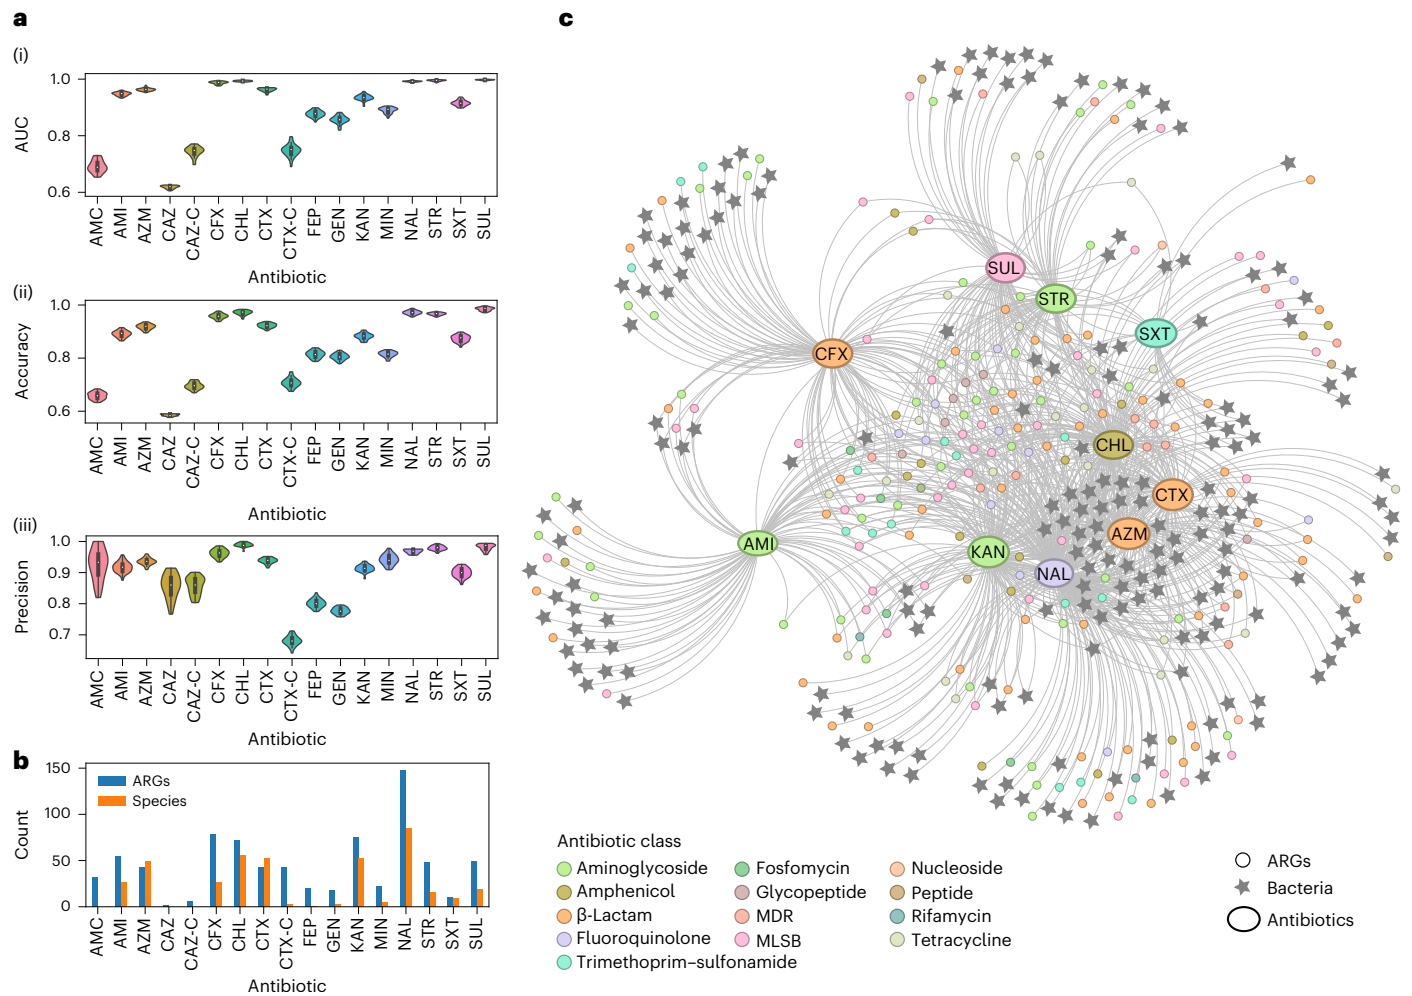 a
(i)
AUC
1.0
0.8
0.6
AMC AMI AZM CAZ CAZ-C CFX CHL CTX CTX-C FEP GEN KAN MIN NAL STR SXT SUL
Antibiotic
(ii)
Accuracy
1.0
0.8
0.6
AMC AMI AZM CAZ CAZ-C CFX CHL CTX CTX-C FEP GEN KAN MIN NAL STR SXT SUL
Antibiotic
(iii)
Precision
1.0
0.9
0.8
0.7
AMC AMI AZM CAZ CAZ-C CFX CHL CTX CTX-C FEP GEN KAN MIN NAL STR SXT SUL
Antibiotic
b
Count
150
100
50
0
ARGs
Species
AMC AMI AZM CAZ CAZ-C CFX CHL CTX CTX-C FEP GEN KAN MIN NAL STR SXT SUL
Antibiotic
c
SUL
STR
SXT
CFX
CHL
CTX
AZM
AMI
KAN
NAL
Antibiotic class
Aminoglycoside
Amphenicol
β-Lactam
Fluoroquinolone
Trimethoprim–sulfonamide
Fosfomycin
Glycopeptide
MDR
MLSB
Nucleoside
Peptide
Rifamycin
Tetracycline
ARGs
Bacteria
Antibiotics